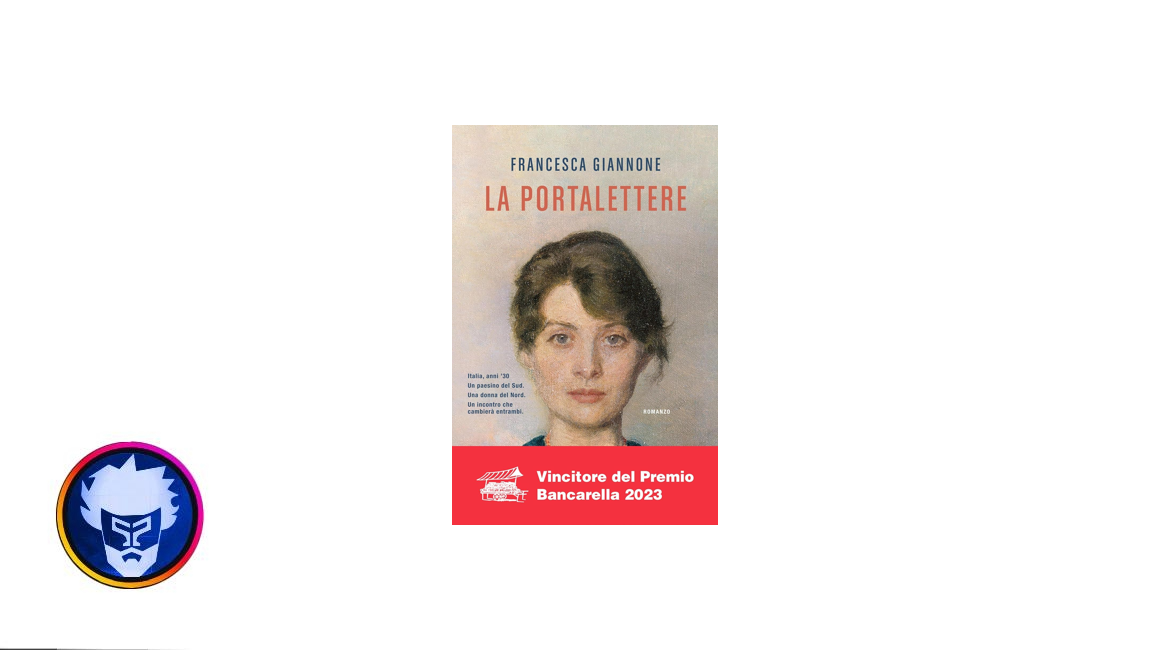 FRANCESCA GIANNONE
LA PORTALETTERE
Italia, anni '30
Un paesino del Sud.
Una donna del Nord.
Un incontro che
cambierà entrambi.
ROMANZO
Vincitore del Premio
Bancarella 2023